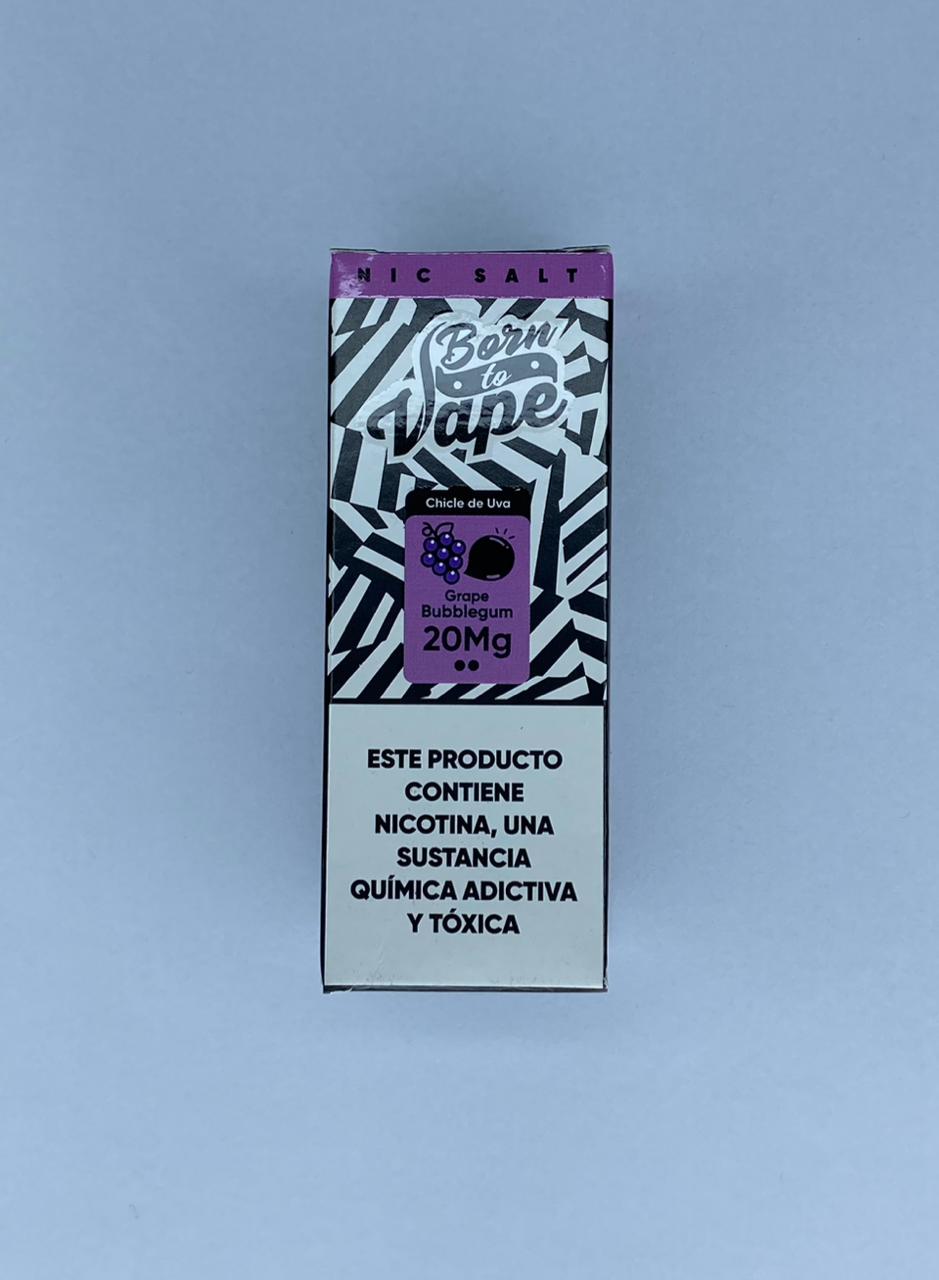 NIC SALT
Born
to
Vape
Chicle de Uva
Grape
Bubblegum
20Mg
ESTE PRODUCTO
CONTIENE
NICOTINA, UNA
SUSTANCIA
QUÍMICA ADICTIVA
Y TÓXICA